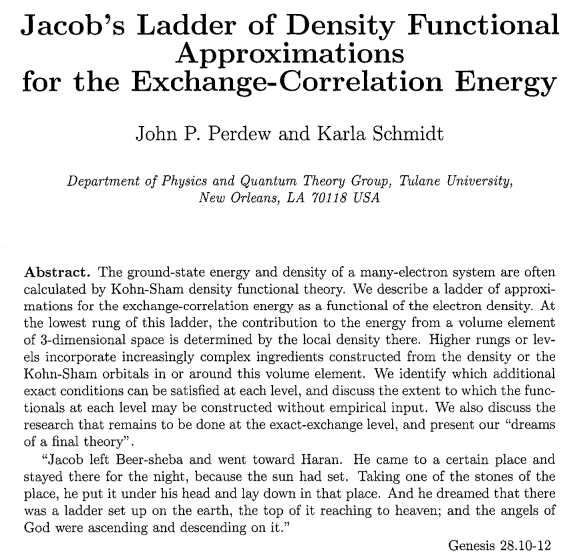 Jacob's Ladder of Density Functional
Approximations
for the Exchange-Correlation Energy
John P. Perdew and Karla Schmidt
Department of Physics and Quantum Theory Group, Tulane University,
New Orleans, LA 70118 USA
Abstract. The ground-state energy and density of a many-electron system are often
calculated by Kohn-Sham density functional theory. We describe a ladder of approxi-
mations for the exchange-correlation energy as a functional of the electron density. At
the lowest rung of this ladder, the contribution to the energy from a volume element
of 3-dimensional space is determined by the local density there. Higher rungs or lev-
els incorporate increasingly complex ingredients constructed from the density or the
Kohn-Sham orbitals in or around this volume element. We identify which additional
exact conditions can be satisfied at each level, and discuss the extent to which the func-
tionals at each level may be constructed without empirical input. We also discuss the
research that remains to be done at the exact-exchange level, and present our "dreams
of a final theory".
"Jacob left Beer-sheba and went toward Haran. He came to a certain place and
stayed there for the night, because the sun had set. Taking one of the stones of the
place, he put it under his head and lay down in that place. And he dreamed that there
was a ladder set up on the earth, the top of it reaching to heaven; and the angels of
God were ascending and descending on it."
Genesis 28.10-12